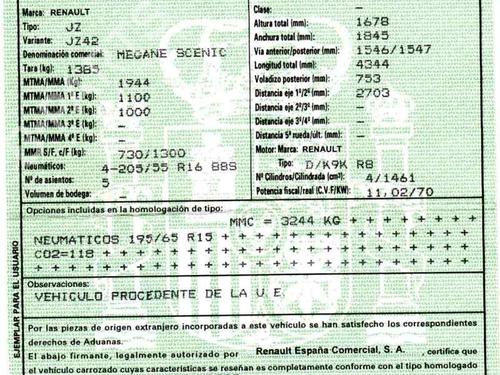 Marca: RENAULT
Tipo: JZ
Variante: JZ42
Denominación comercial: MEGANE SCENIC
Tara (kg): 1385
MTMA/MMA (Kg): 1944
MTMA/MMA 1º E (kg): 1100
MTMA/MMA 2º E (kg): 1000
MTMA/MMA 3º E (kg): –
MTMA/MMA 4º E (kg): –
MMR S/F, c/F (kg): 730/1300
Neumáticos: 4-205/55 R16 88S
Nº de asientos: 5
Volumen de bodega: –
Clase: –
Altura total (mm): 1678
Anchura total (mm): 1845
Vía anterior/posterior (mm): 1546/1547
Longitud total (mm): 4344
Voladizo posterior (mm): 753
Distancia eje 1º/2º (mm): 2703
Distancia eje 2º/3º (mm): –
Distancia eje 3º/4º (mm): –
Distancia 5ª rueda/últ. (mm): –
Motor: Marca: RENAULT
Tipo: D/K9K R8
Nº Cilindros/Cilindrada (cm³): 4/1461
Potencia fiscal/real (C.V.F/KW): 11,02/70
Opciones incluidas en la homologación de tipo:
MMC = 3244 KG + + + + + + + + +
NEUMATICOS 195/65 R15 + + + + + + + + + + + + + +
CO2=118 + + + + + + + + + + + + + + + + + + + +
+ + + + + + + + + + + + + + + + + + + + + + + +
Observaciones:
VEHICULO PROCEDENTE DE LA U.E.
EJEMPLAR PARA EL USUARIO
Por las piezas de origen extranjero incorporadas a este vehículo se han satisfecho los correspondientes
derechos de Aduanas.
El abajo firmante, legalmente autorizado por Renault España Comercial, S. A. , certifica que
el vehículo carrozado cuyas características se reseñan es completamente conforme con el tipo homologado